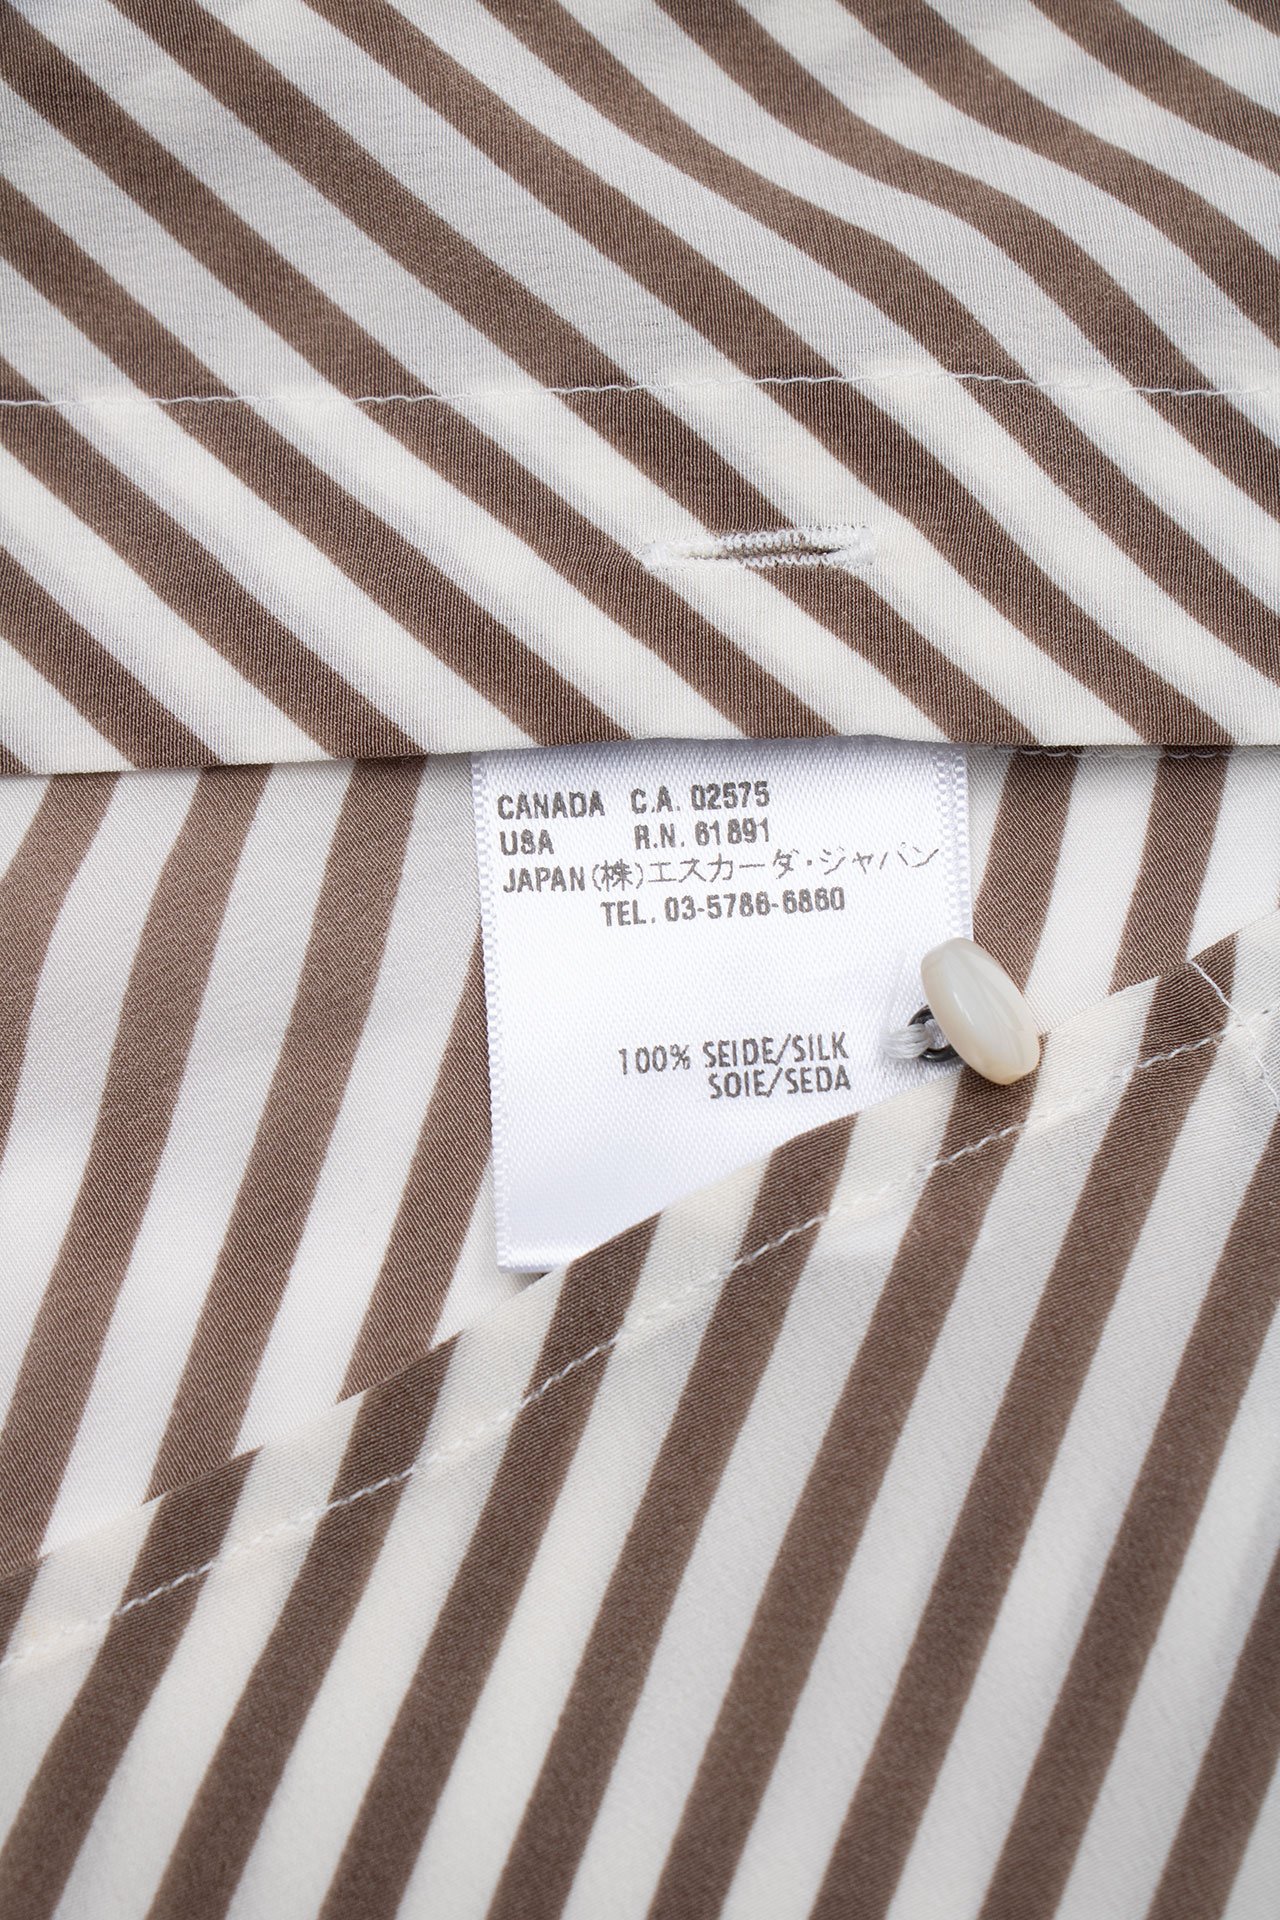 CANADA C.A. 02575
USA R.N. 61891
JAPAN (株)エスカーダ・ジャパン
TEL. 03-5786-6860
100% SEIDE/SILK
SOIE/SEDA